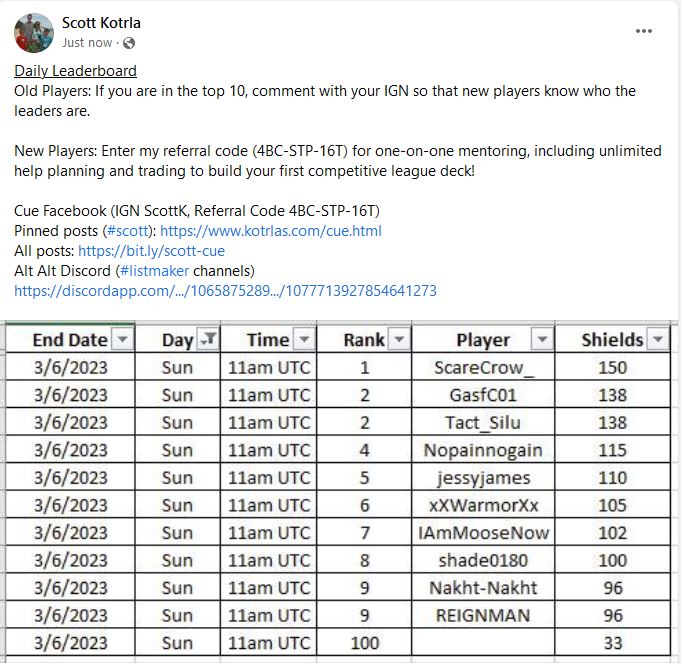 Scott Kotrla
Just now ·
Daily Leaderboard
Old Players: If you are in the top 10, comment with your IGN so that new players know who the
leaders are.
New Players: Enter my referral code (4BC-STP-16T) for one-on-one mentoring, including unlimited
help planning and trading to build your first competitive league deck!
Cue Facebook (IGN ScottK, Referral Code 4BC-STP-16T)
Pinned posts (#scott): https://www.kotrlas.com/cue.html
All posts: https://bit.ly/scott-cue
Alt Alt Discord (#listmaker channels)
https://discordapp.com/.../1065875289.../1077713927854641273
End Date Day Time Rank Player Shields
3/6/2023 Sun 11am UTC 1 ScareCrow_ 150
3/6/2023 Sun 11am UTC 2 GasfC01 138
3/6/2023 Sun 11am UTC 2 Tact_Silu 138
3/6/2023 Sun 11am UTC 4 Nopainnogain 115
3/6/2023 Sun 11am UTC 5 jessyjames 110
3/6/2023 Sun 11am UTC 6 xXWarmorXx 105
3/6/2023 Sun 11am UTC 7 IAmMooseNow 102
3/6/2023 Sun 11am UTC 8 shade0180 100
3/6/2023 Sun 11am UTC 9 Nakht-Nakht 96
3/6/2023 Sun 11am UTC 9 REIGNMAN 96
3/6/2023 Sun 11am UTC 100 33